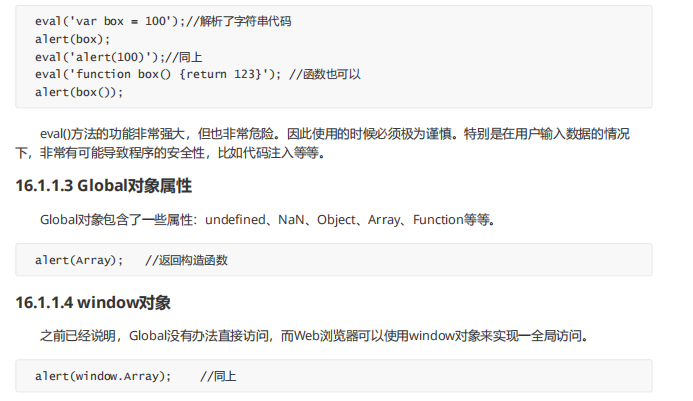 eval('var box = 100');//解析了字符串代码
alert(box);
eval('alert(100)');//同上
eval('function box() {return 123}'); //函数也可以
alert(box());
eval()方法的功能非常强大，但也非常危险。因此使用的时候必须极为谨慎。特别是在用户输入数据的情况
下，非常有可能导致程序的安全性，比如代码注入等等。
16.1.1.3 Global对象属性
Global对象包含了一些属性：undefined、NaN、Object、Array、Function等等。
alert(Array);   //返回构造函数
16.1.1.4 window对象
之前已经说明，Global没有办法直接访问，而Web浏览器可以使用window对象来实现一全局访问。
alert(window.Array);    //同上